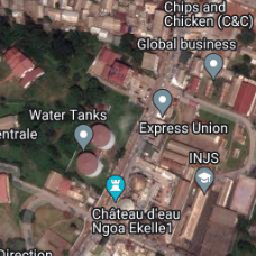 Chips and
Chicken (C&C)
Global business
Water Tanks
Express Union
entrale
INJS
Château d'eau
Ngoa Ekelle1
Direction